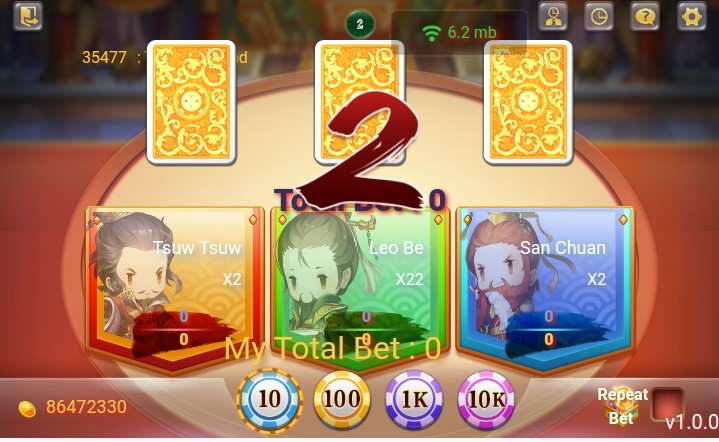 2
6.2 mb
35477 :
d
2
Total Bet : 0
Tsuw Tsuw
X2
0
0
Leo Be
X22
0
0
San Chuan
X2
0
0
My Total Bet : 0
86472330
10
100
1K
10K
Repeat
Bet
v1.0.0